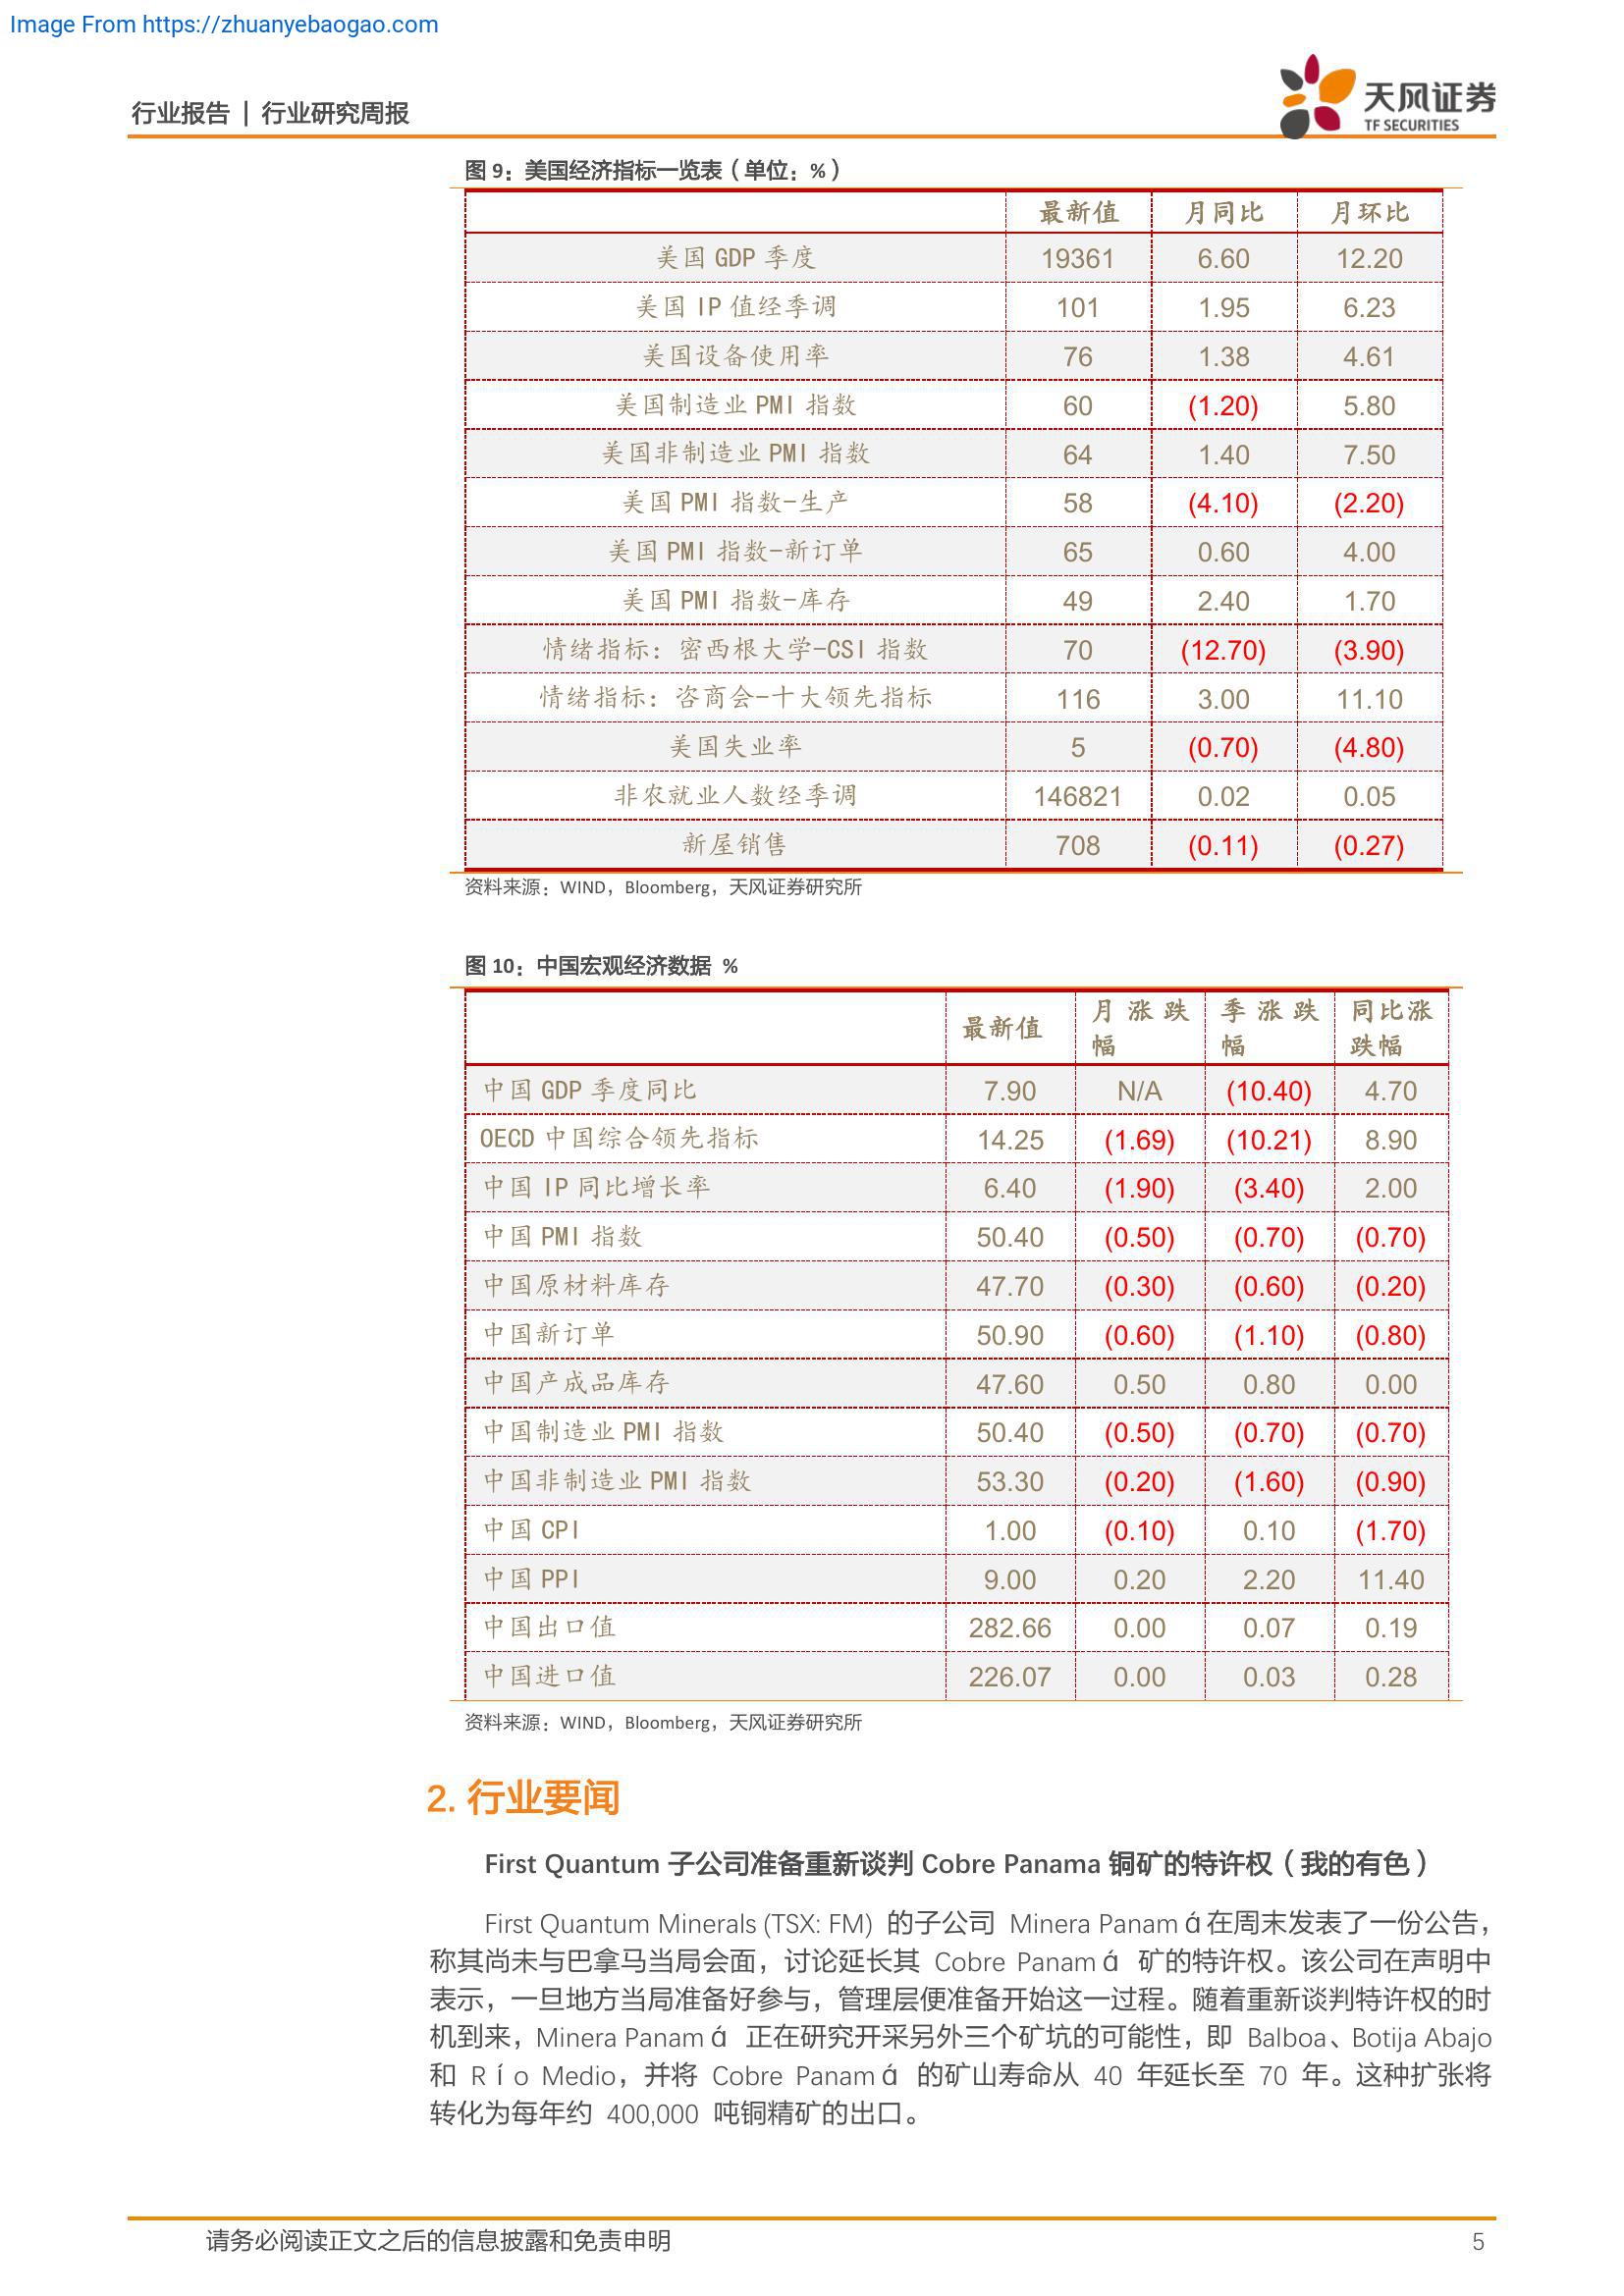 Image From https://zhuanyebaogao.com
行业报告 | 行业研究周报
天风证券
TF SECURITIES
图 9：美国经济指标一览表（单位：%）
最新值 月同比 月环比
美国 GDP 季度 19361 6.60 12.20
美国 IP 值经季调 101 1.95 6.23
美国设备使用率 76 1.38 4.61
美国制造业 PMI 指数 60 (1.20) 5.80
美国非制造业 PMI 指数 64 1.40 7.50
美国 PMI 指数-生产 58 (4.10) (2.20)
美国 PMI 指数-新订单 65 0.60 4.00
美国 PMI 指数-库存 49 2.40 1.70
情绪指标：密西根大学-CSI 指数 70 (12.70) (3.90)
情绪指标：咨商会-十大领先指标 116 3.00 11.10
美国失业率 5 (0.70) (4.80)
非农就业人数经季调 146821 0.02 0.05
新屋销售 708 (0.11) (0.27)
资料来源：WIND，Bloomberg，天风证券研究所
图 10：中国宏观经济数据 %
最新值 月涨跌幅 季涨跌幅 同比涨跌幅
中国 GDP 季度同比 7.90 N/A (10.40) 4.70
OECD 中国综合领先指标 14.25 (1.69) (10.21) 8.90
中国 IP 同比增长率 6.40 (1.90) (3.40) 2.00
中国 PMI 指数 50.40 (0.50) (0.70) (0.70)
中国原材料库存 47.70 (0.30) (0.60) (0.20)
中国新订单 50.90 (0.60) (1.10) (0.80)
中国产成品库存 47.60 0.50 0.80 0.00
中国制造业 PMI 指数 50.40 (0.50) (0.70) (0.70)
中国非制造业 PMI 指数 53.30 (0.20) (1.60) (0.90)
中国 CPI 1.00 (0.10) 0.10 (1.70)
中国 PPI 9.00 0.20 2.20 11.40
中国出口值 282.66 0.00 0.07 0.19
中国进口值 226.07 0.00 0.03 0.28
资料来源：WIND，Bloomberg，天风证券研究所
2. 行业要闻
First Quantum 子公司准备重新谈判 Cobre Panama 铜矿的特许权（我的有色）
First Quantum Minerals (TSX: FM) 的子公司 Minera Panamá在周末发表了一份公告，
称其尚未与巴拿马当局会面，讨论延长其 Cobre Panamá 矿的特许权。该公司在声明中
表示，一旦地方当局准备好参与，管理层便准备开始这一过程。随着重新谈判特许权的时
机到来，Minera Panamá 正在研究开采另外三个矿坑的可能性，即 Balboa、Botija Abajo
和 Río Medio，并将 Cobre Panamá 的矿山寿命从 40 年延长至 70 年。这种扩张将
转化为每年约 400,000 吨铜精矿的出口。
请务必阅读正文之后的信息披露和免责申明 5